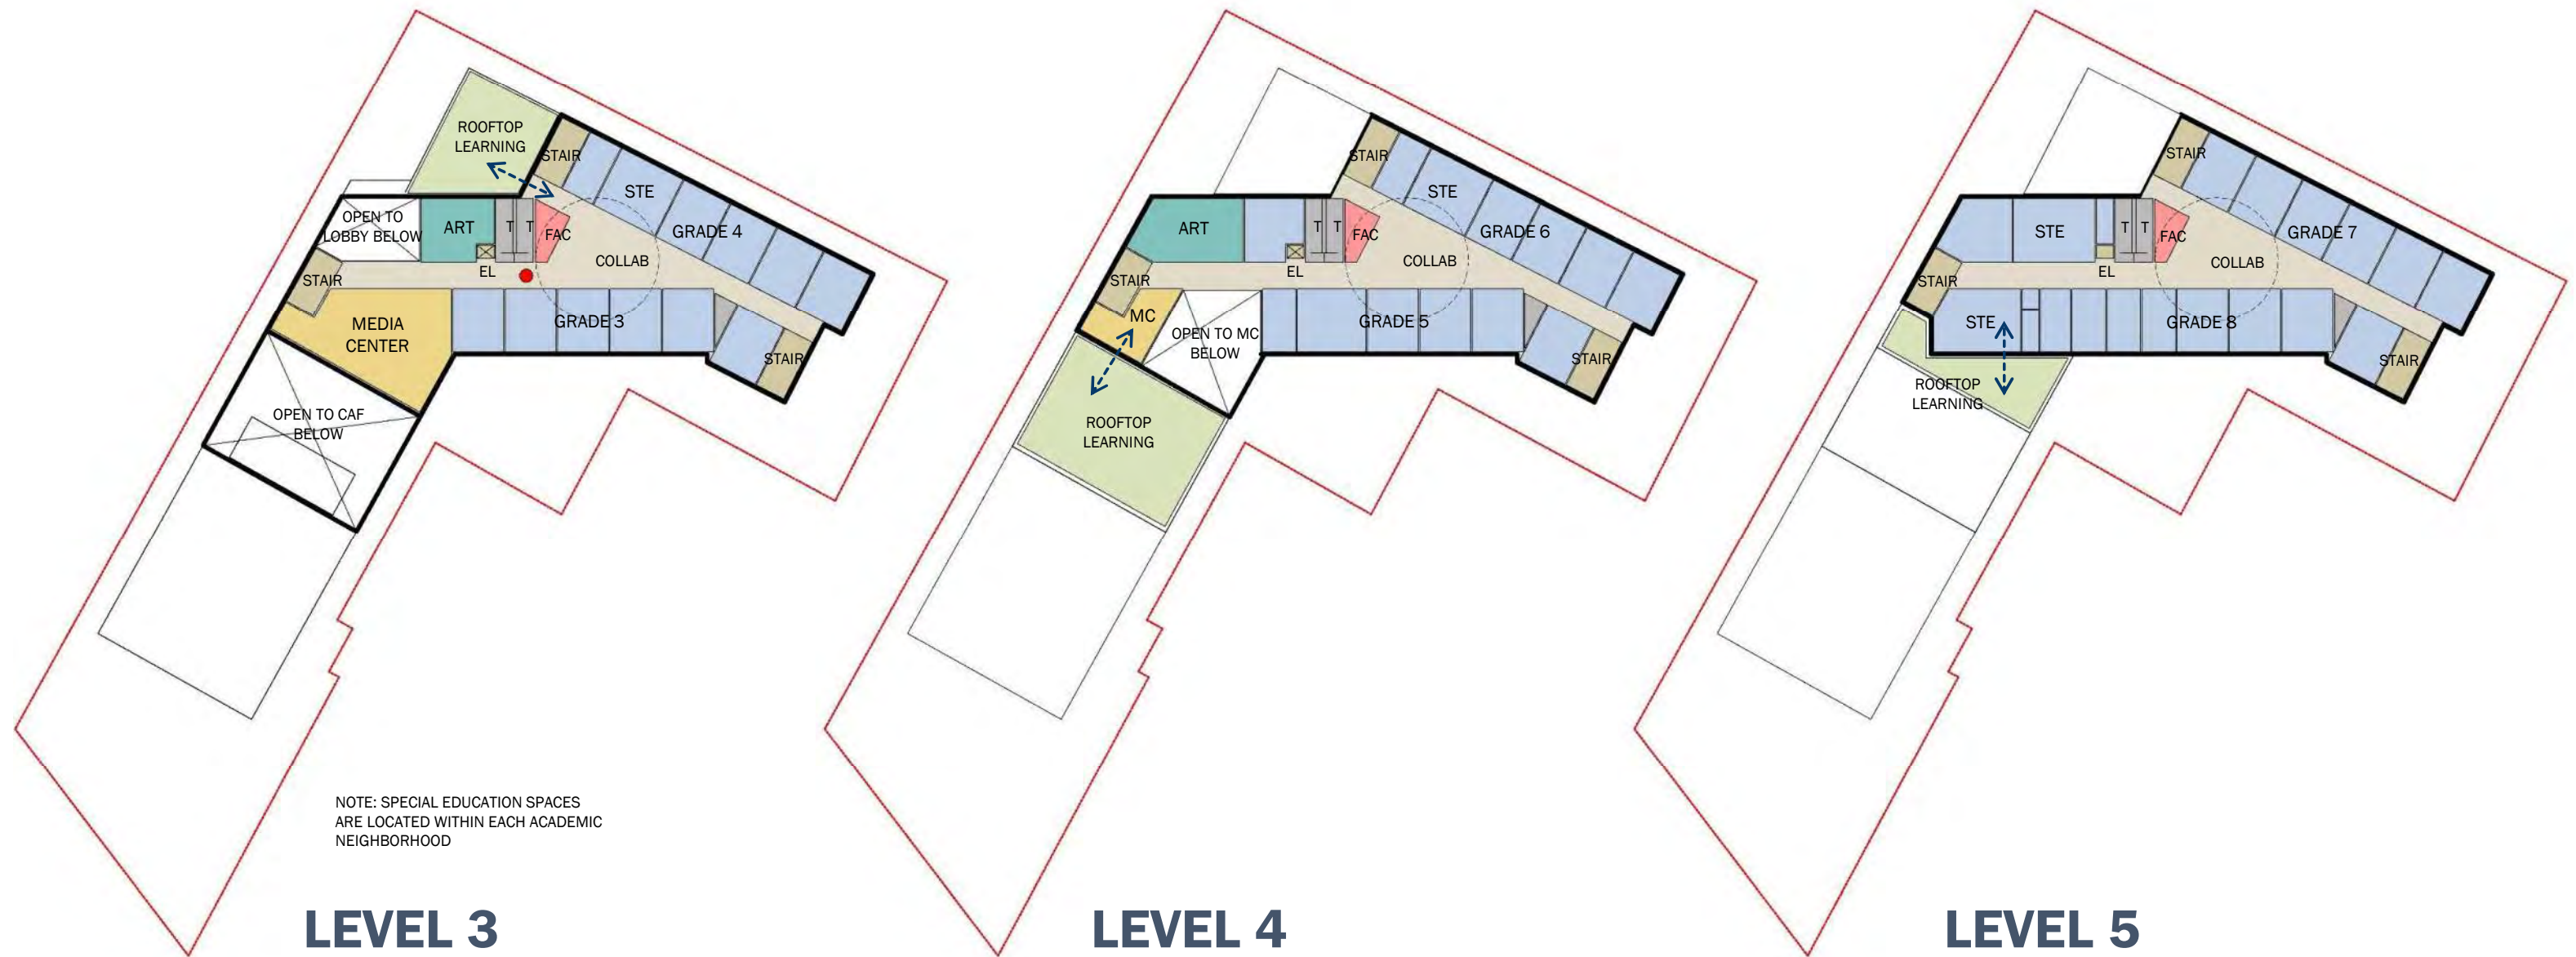 ROOFTOP
LEARNING
STAIR
STE
OPEN TO
LOBBY BELOW
ART
T
T
FAC
GRADE 4
COLLAB
EL
STAIR
MEDIA
CENTER
GRADE 3
STAIR
OPEN TO CAF
BELOW
NOTE: SPECIAL EDUCATION SPACES
ARE LOCATED WITHIN EACH ACADEMIC
NEIGHBORHOOD
LEVEL 3
STAIR
STE
ART
T
T
FAC
GRADE 6
COLLAB
EL
STAIR
MC
OPEN TO MC
BELOW
GRADE 5
STAIR
ROOFTOP
LEARNING
LEVEL 4
STAIR
STE
T
T
FAC
GRADE 7
COLLAB
EL
STAIR
STE
GRADE 8
STAIR
ROOFTOP
LEARNING
LEVEL 5